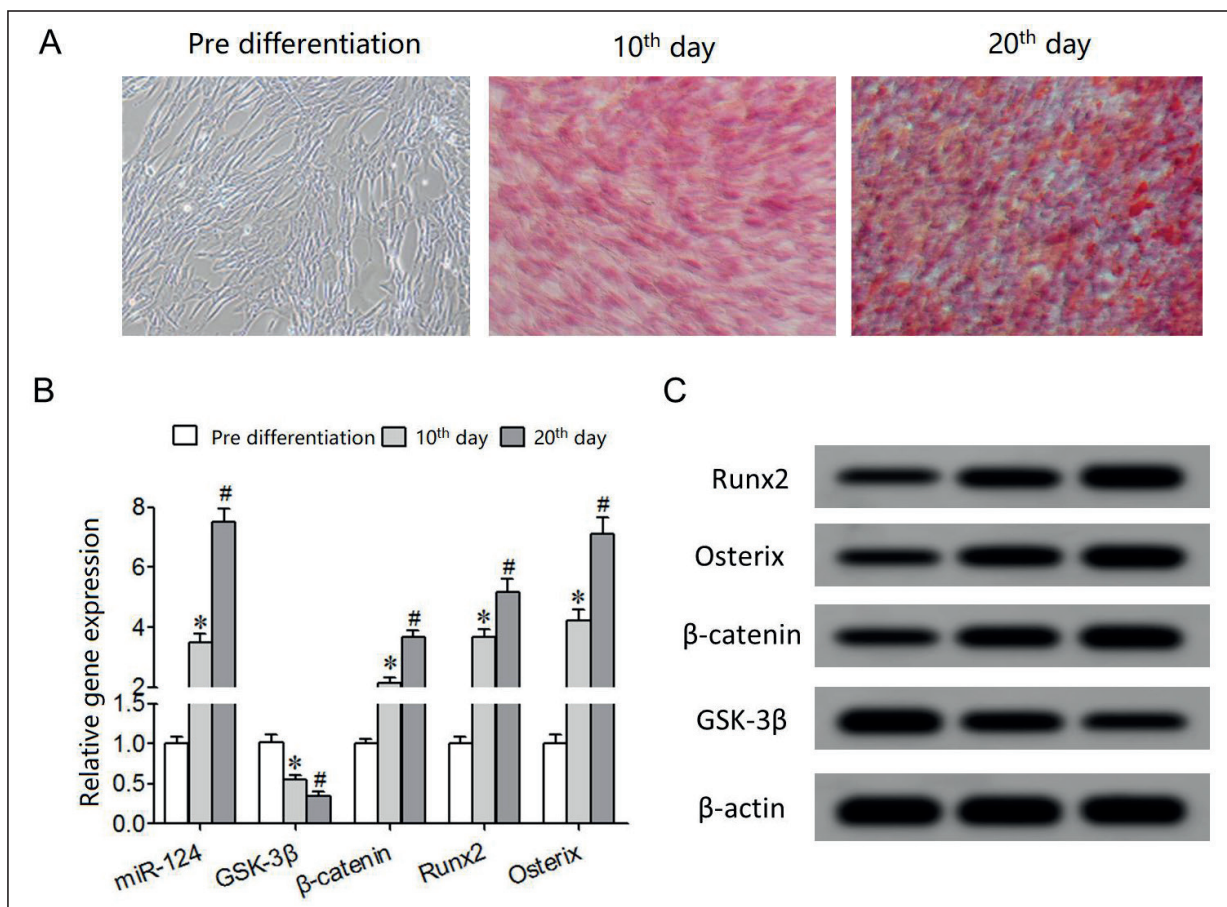 A
Pre differentiation
10th day
20th day
B
Pre differentiation 10th day 20th day
Relative gene expression
8
6
4
2
1.5
1.0
0.5
0.0
* # * # * # * # * #
miR-124 GSK-3β β-catenin Runx2 Osterix
C
Runx2
Osterix
β-catenin
GSK-3β
β-actin